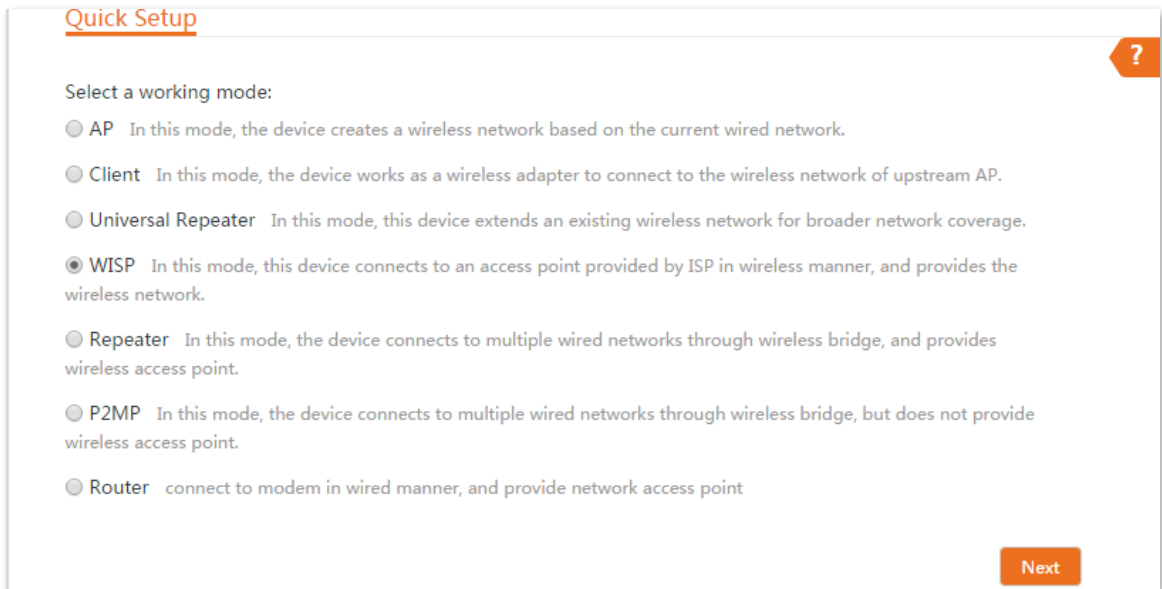 Quick Setup
?
Select a working mode:
AP In this mode, the device creates a wireless network based on the current wired network.
Client In this mode, the device works as a wireless adapter to connect to the wireless network of upstream AP.
Universal Repeater In this mode, this device extends an existing wireless network for broader network coverage.
WISP In this mode, this device connects to an access point provided by ISP in wireless manner, and provides the
wireless network.
Repeater In this mode, the device connects to multiple wired networks through wireless bridge, and provides
wireless access point.
P2MP In this mode, the device connects to multiple wired networks through wireless bridge, but does not provide
wireless access point.
Router connect to modem in wired manner, and provide network access point
Next